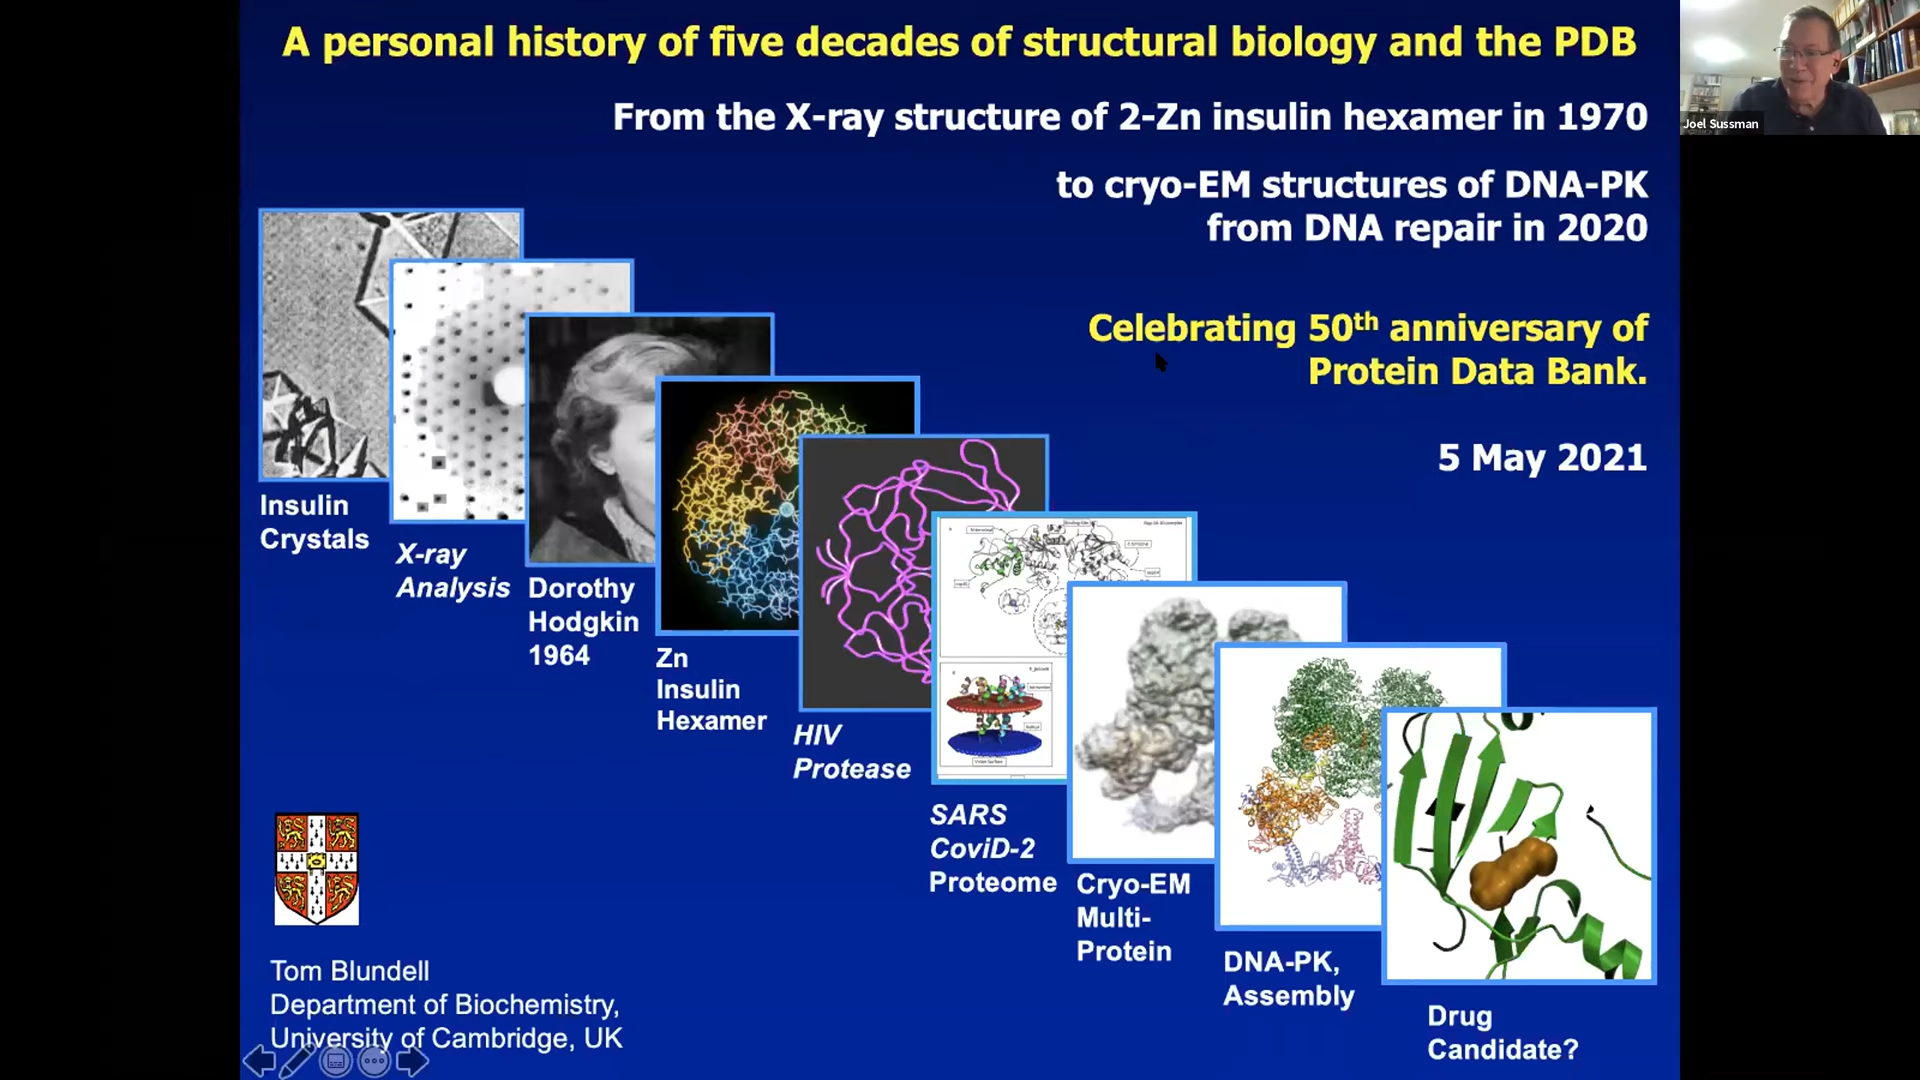 A personal history of five decades of structural biology and the PDB
From the X-ray structure of 2-Zn insulin hexamer in 1970
to cryo-EM structures of DNA-PK
from DNA repair in 2020
Celebrating 50th anniversary of
Protein Data Bank.
5 May 2021
Joel Sussman
Insulin
Crystals
X-ray
Analysis
Dorothy
Hodgkin
1964
Zn
Insulin
Hexamer
HIV
Protease
SARS
CoviD-2
Proteome
Cryo-EM
Multi-
Protein
DNA-PK,
Assembly
Drug
Candidate?
Tom Blundell
Department of Biochemistry,
University of Cambridge, UK